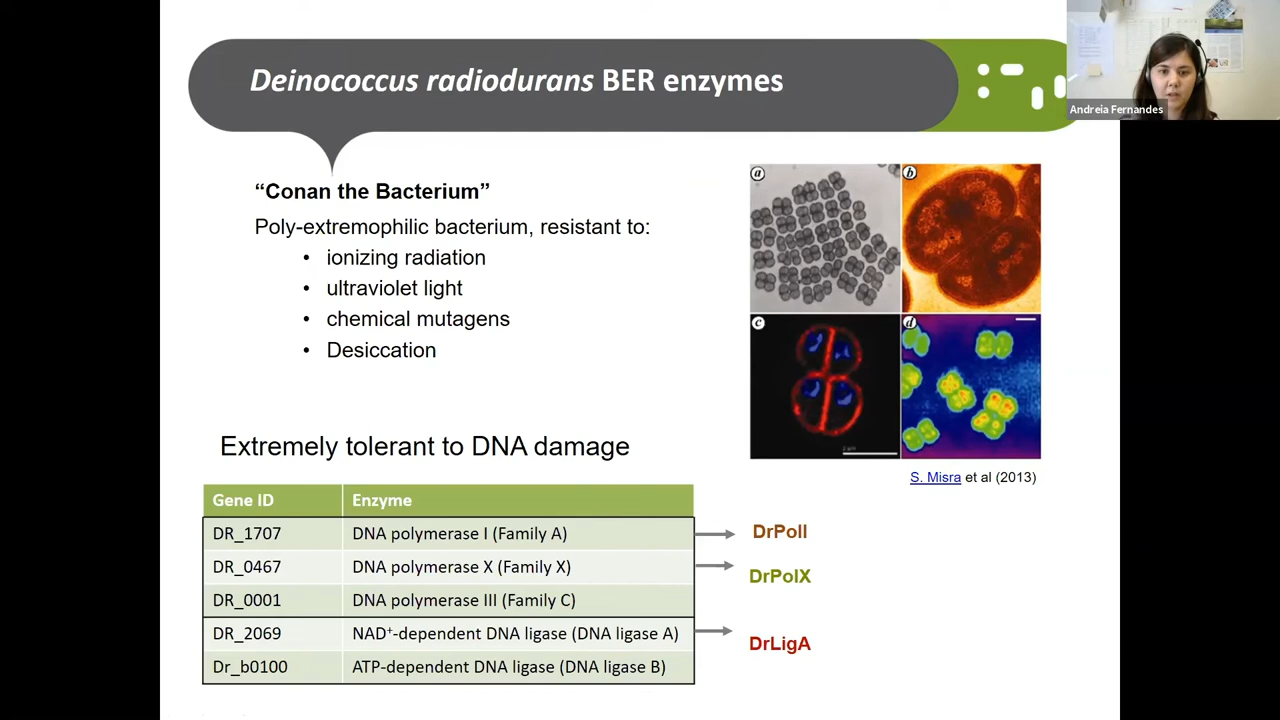 Deinococcus radiodurans BER enzymes
Andreia Fernandes
“Conan the Bacterium”
Poly-extremophilic bacterium, resistant to:
• ionizing radiation
• ultraviolet light
• chemical mutagens
• Desiccation
a
b
c
d
S. Misra et al (2013)
Extremely tolerant to DNA damage
Gene ID Enzyme
DR_1707 DNA polymerase I (Family A) DrPolI
DR_0467 DNA polymerase X (Family X) DrPolX
DR_0001 DNA polymerase III (Family C)
DR_2069 NAD⁺-dependent DNA ligase (DNA ligase A) DrLigA
Dr_b0100 ATP-dependent DNA ligase (DNA ligase B)